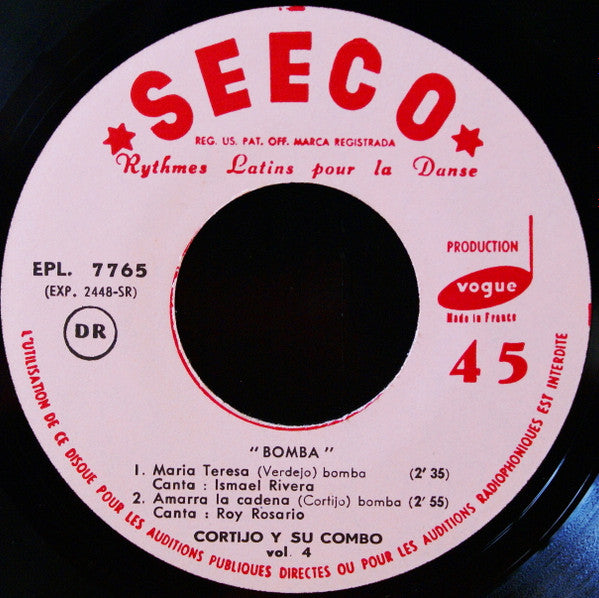 SEECO
REG. US. PAT. OFF. MARCA REGISTRADA
Rythmes Latins pour la Danse
EPL. 7765
(EXP. 2448-SR)
DR
PRODUCTION
vogue
Made in France
45
"BOMBA"
1. Maria Teresa (Verdejo) bomba (2'35)
Canta : Ismael Rivera
2. Amarra la cadena (Cortijo) bomba (2'55)
Canta : Roy Rosario
CORTIJO Y SU COMBO
vol. 4
L'UTILISATION DE CE DISQUE POUR LES AUDITIONS PUBLIQUES DIRECTES OU POUR LES AUDITIONS RADIOPHONIQUES EST INTERDITE